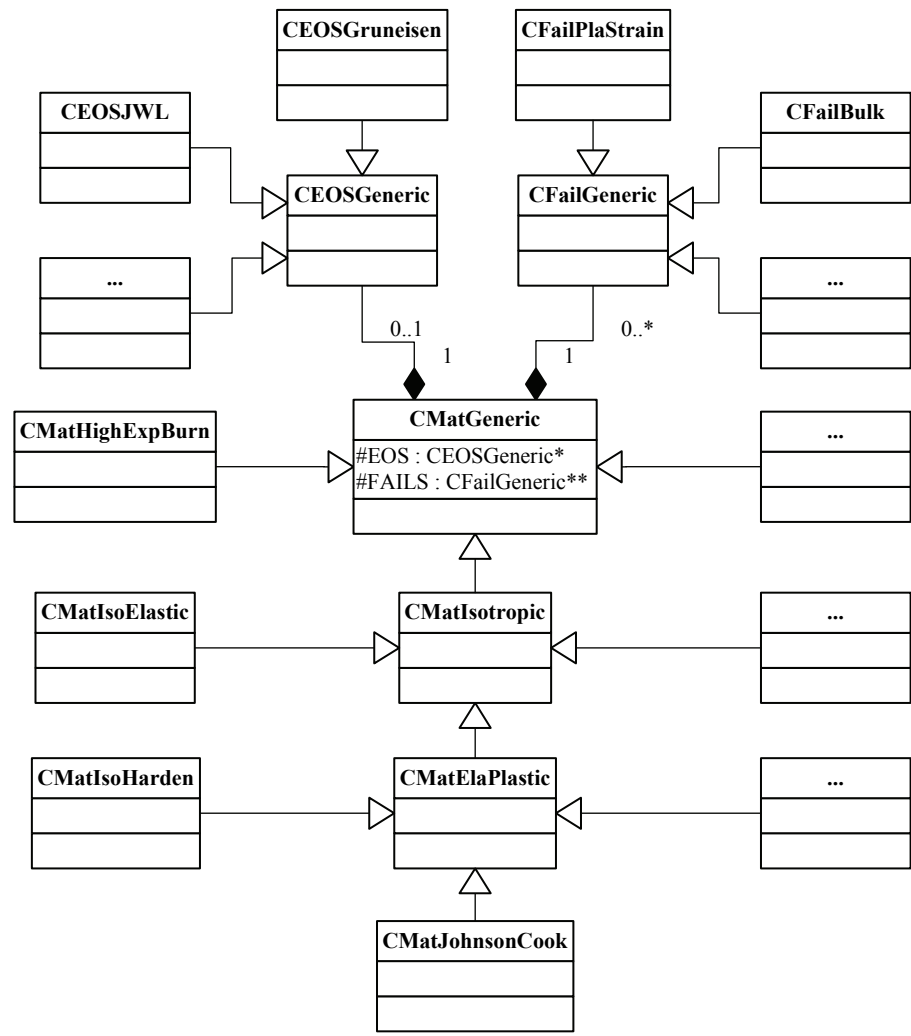 CEOSGruneisen
CFailPlaStrain
CEOSJWL
CFailBulk
CEOSGeneric
CFailGeneric
...
...
0..1
0..*
1
1
CMatGeneric
#EOS : CEOSGeneric*
#FAILS : CFailGeneric**
CMatHighExpBurn
...
CMatIsoElastic
CMatIsotropic
...
CMatIsoHarden
CMatElaPlastic
...
CMatJohnsonCook